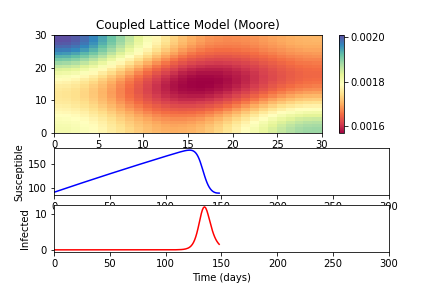 Coupled Lattice Model (Moore)
30
20
10
0
0 5 10 15 20 25 30
0.0020
0.0018
0.0016
Susceptible
150
100
0 50 100 150 200 250 300
Infected
10
0
0 50 100 150 200 250 300
Time (days)